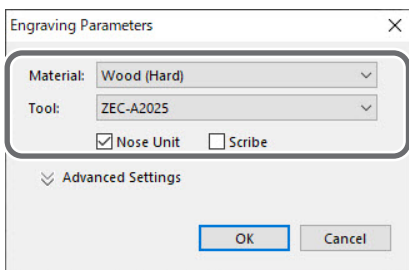 Engraving Parameters
Material: Wood (Hard)
Tool: ZEC-A2025
Nose Unit Scribe
Advanced Settings
OK Cancel